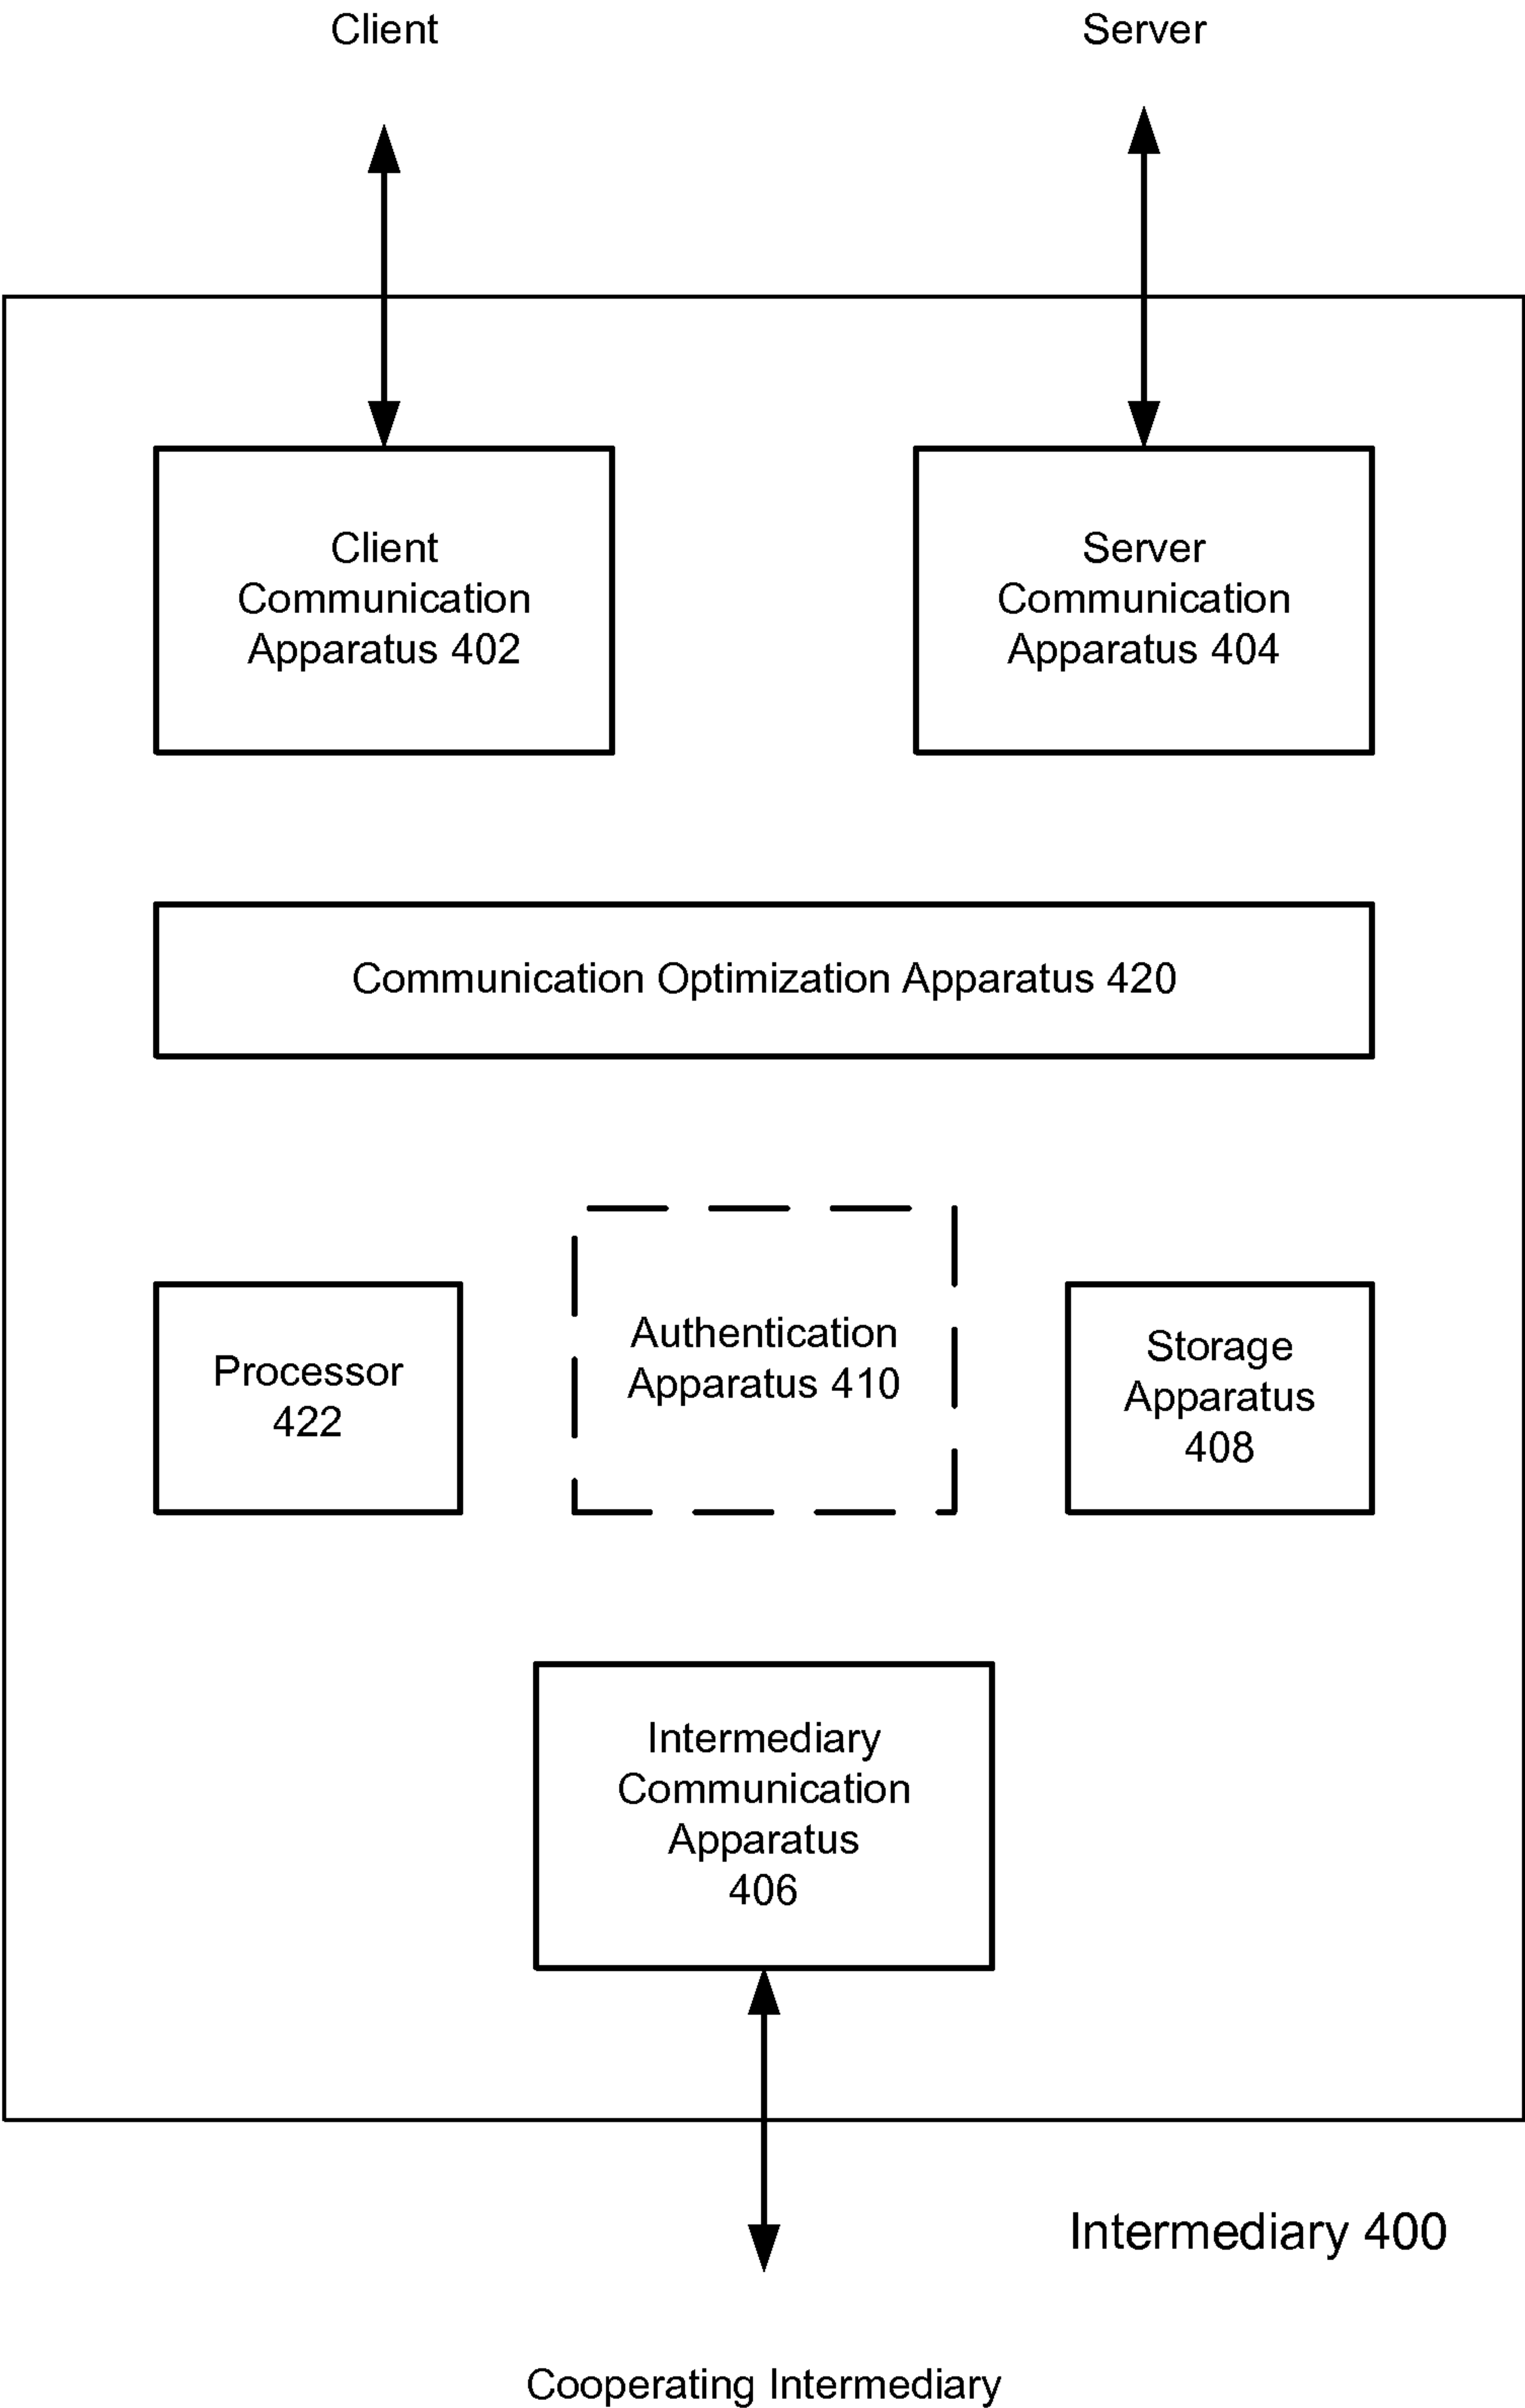 Client
Server
Client
Communication
Apparatus 402
Server
Communication
Apparatus 404
Communication Optimization Apparatus 420
Processor
422
Authentication
Apparatus 410
Storage
Apparatus
408
Intermediary
Communication
Apparatus
406
Intermediary 400
Cooperating Intermediary